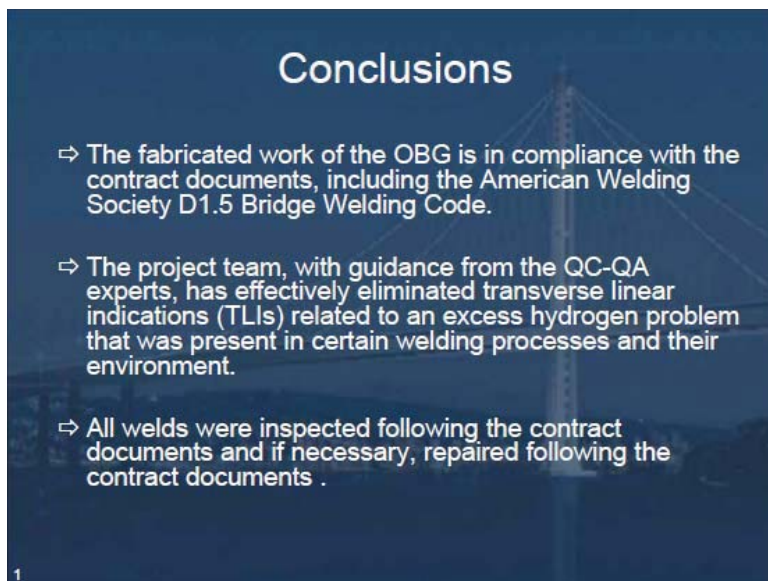 Conclusions
⇨ The fabricated work of the OBG is in compliance with the
contract documents, including the American Welding
Society D1.5 Bridge Welding Code.
⇨ The project team, with guidance from the QC-QA
experts, has effectively eliminated transverse linear
indications (TLIs) related to an excess hydrogen problem
that was present in certain welding processes and their
environment.
⇨ All welds were inspected following the contract
documents and if necessary, repaired following the
contract documents .
1